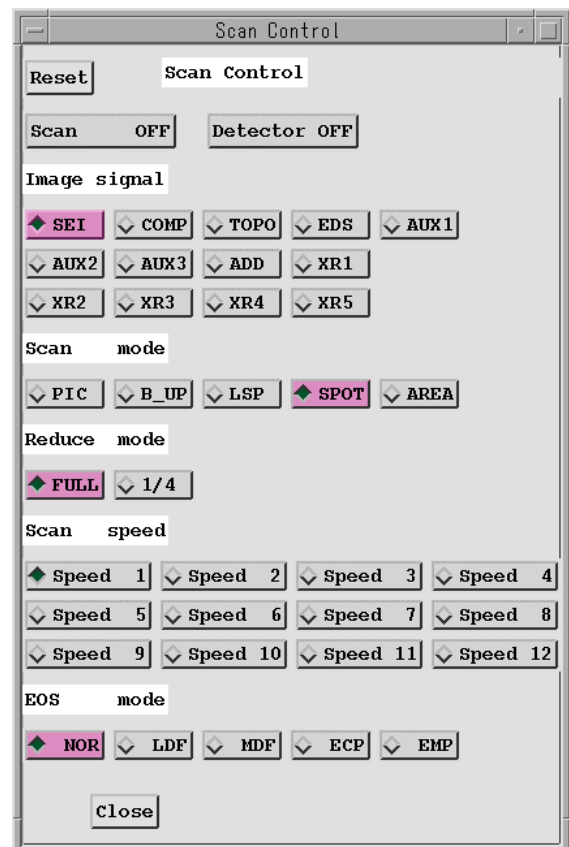 Scan Control
Reset Scan Control
Scan OFF Detector OFF
Image signal
SEI COMP TOPO EDS AUX1
AUX2 AUX3 ADD XR1
XR2 XR3 XR4 XR5
Scan mode
PIC B_UP LSP SPOT AREA
Reduce mode
FULL 1/4
Scan speed
Speed 1 Speed 2 Speed 3 Speed 4
Speed 5 Speed 6 Speed 7 Speed 8
Speed 9 Speed 10 Speed 11 Speed 12
EOS mode
NOR LDF MDF ECP EMP
Close